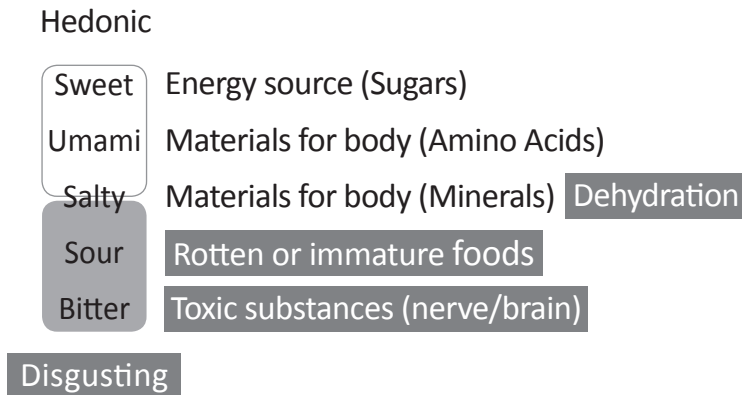 Hedonic
Sweet Energy source (Sugars)
Umami Materials for body (Amino Acids)
Salty Materials for body (Minerals) Dehydration
Sour Rotten or immature foods
Bitter Toxic substances (nerve/brain)
Disgusting